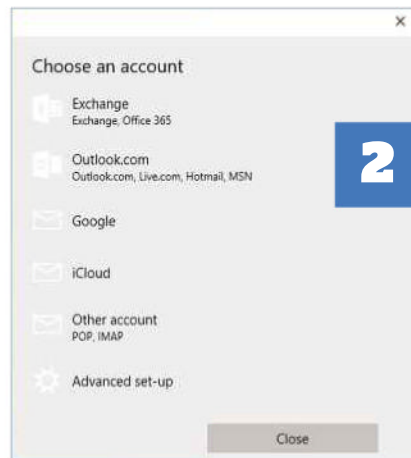 Choose an account
Exchange
Exchange, Office 365
Outlook.com
Outlook.com, Live.com, Hotmail, MSN
2
Google
iCloud
Other account
POP, IMAP
Advanced set-up
Close